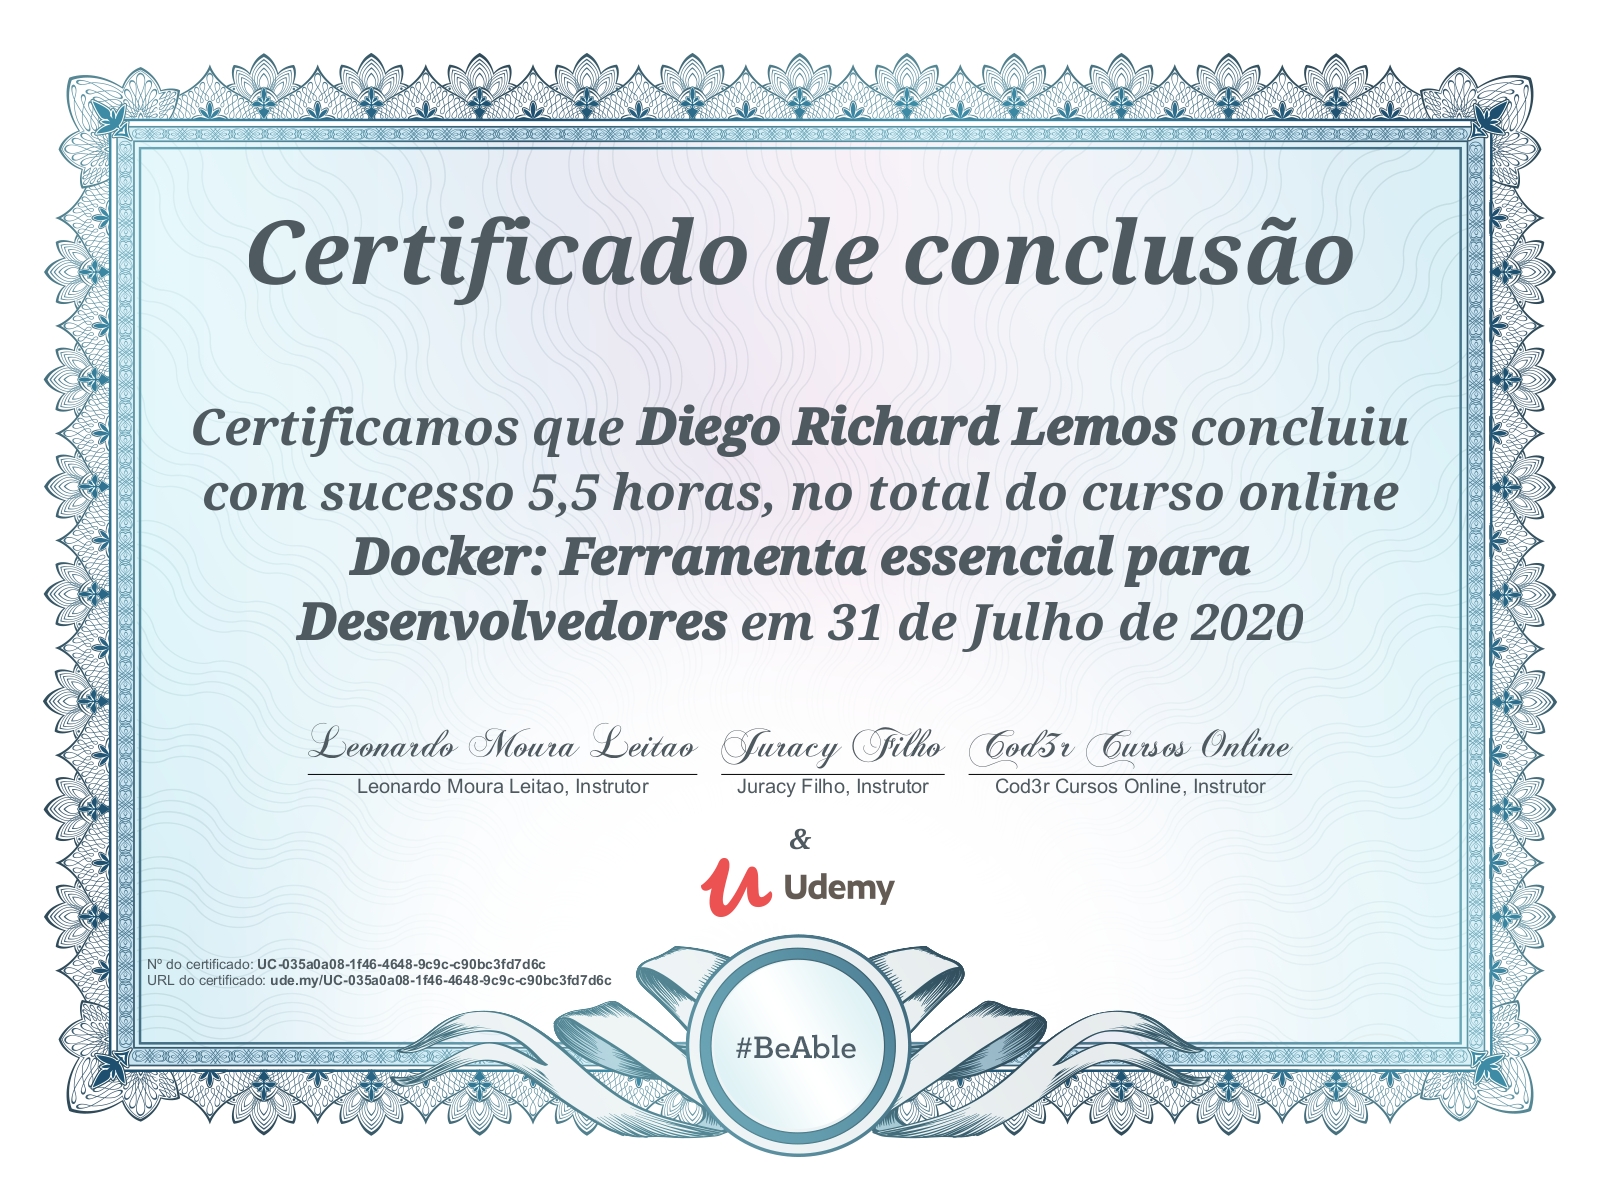 Certificado de conclusão
Certificamos que Diego Richard Lemos concluiu
com sucesso 5,5 horas, no total do curso online
Docker: Ferramenta essencial para
Desenvolvedores em 31 de Julho de 2020
Leonardo Moura Leitao Juracy Filho Cod3r Cursos Online
Leonardo Moura Leitao, Instrutor Juracy Filho, Instrutor Cod3r Cursos Online, Instrutor
&
Udemy
Nº do certificado: UC-035a0a08-1f46-4648-9c9c-c90bc3fd7d6c
URL do certificado: ude.my/UC-035a0a08-1f46-4648-9c9c-c90bc3fd7d6c
#BeAble